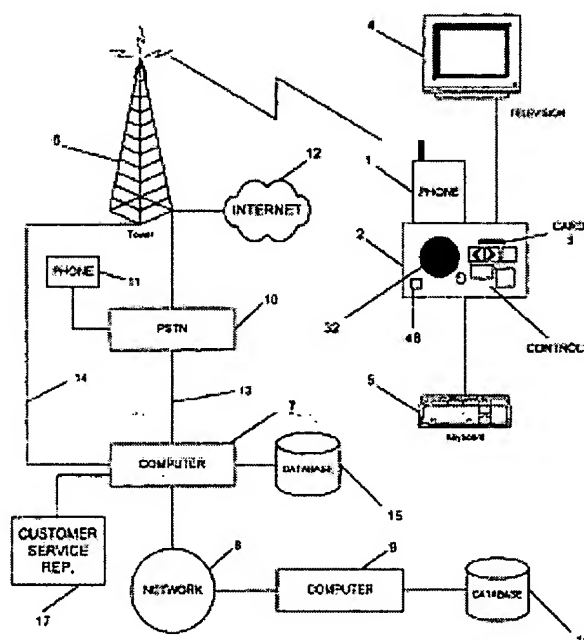 4
TELEVISION
6
12
1
PHONE
INTERNET
CARD
3
2
Tower
PHONE
11
PSTN
10
32
48
CONTROLS
14
13
5
Keyboard
7
COMPUTER
DATABASE
15
CUSTOMER
SERVICE
REP.
17
8
NETWORK
9
COMPUTER
DATABASE